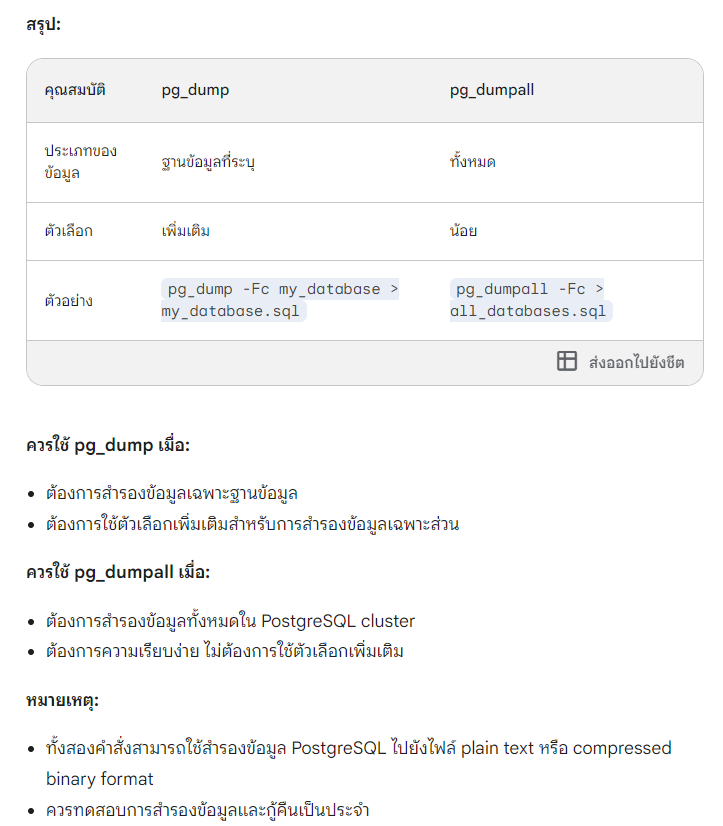 สรุป:
คุณสมบัติ pg_dump pg_dumpall
ประเภทของ
ข้อมูล ฐานข้อมูลที่ระบุ ทั้งหมด
ตัวเลือก เพิ่มเติม น้อย
ตัวอย่าง pg_dump -Fc my_database > pg_dumpall -Fc >
my_database.sql all_databases.sql
ส่งออกไปยังชีต
ควรใช้ pg_dump เมื่อ:
• ต้องการสำรองข้อมูลเฉพาะฐานข้อมูล
• ต้องการใช้ตัวเลือกเพิ่มเติมสำหรับการสำรองข้อมูลเฉพาะส่วน
ควรใช้ pg_dumpall เมื่อ:
• ต้องการสำรองข้อมูลทั้งหมดใน PostgreSQL cluster
• ต้องการความเรียบง่าย ไม่ต้องการใช้ตัวเลือกเพิ่มเติม
หมายเหตุ:
• ทั้งสองคำสั่งสามารถใช้สำรองข้อมูล PostgreSQL ไปยังไฟล์ plain text หรือ compressed
binary format
• ควรทดสอบการสำรองข้อมูลและกู้คืนเป็นประจำ